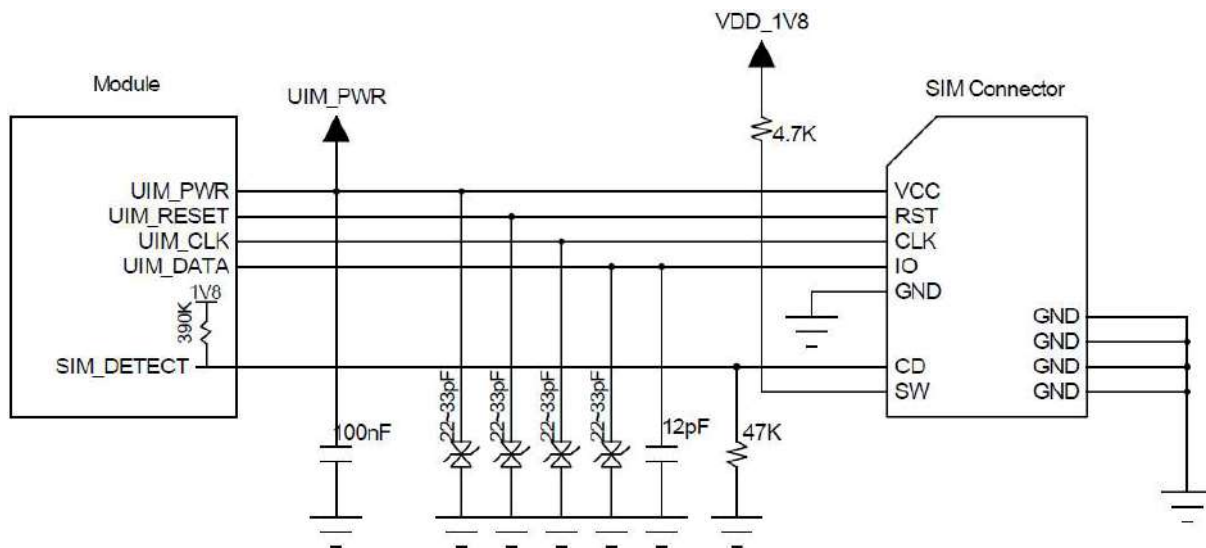 VDD_1V8
Module
UIM_PWR
SIM Connector
4.7K
UIM_PWR
VCC
UIM_RESET
RST
UIM_CLK
CLK
UIM_DATA
IO
1V8
GND
390K
GND
GND
SIM_DETECT
CD
GND
SW
GND
22~33pF
22~33pF
22~33pF
22~33pF
100nF
12pF
47K